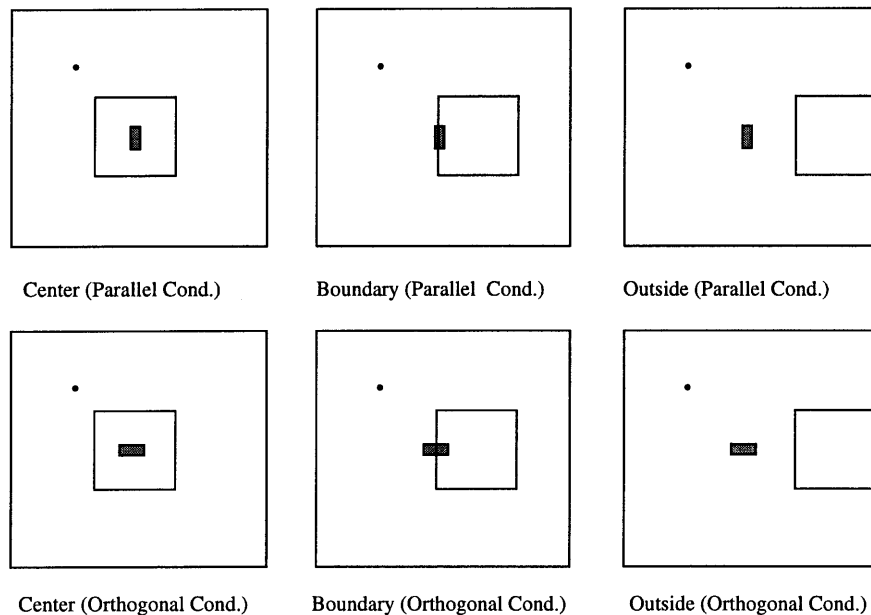 Center (Parallel Cond.)
Boundary (Parallel Cond.)
Outside (Parallel Cond.)
Center (Orthogonal Cond.)
Boundary (Orthogonal Cond.)
Outside (Orthogonal Cond.)